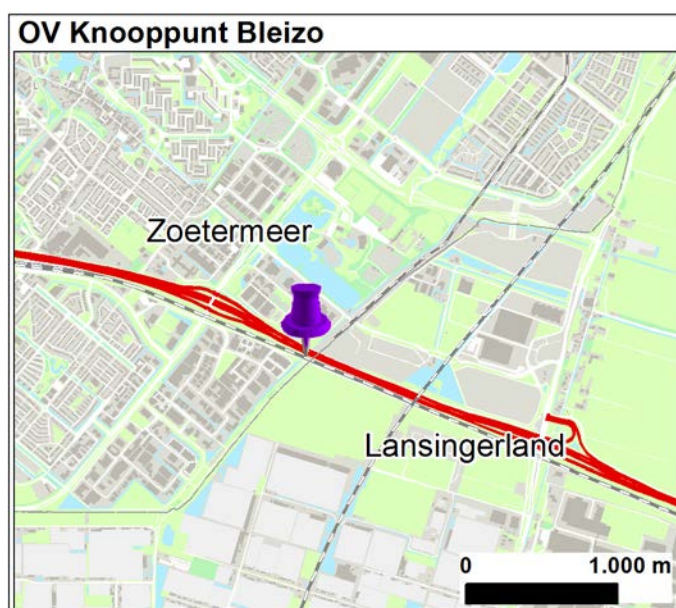 OV Knooppunt Bleizo
Zoetermeer
Lansingerland
0 1.000 m